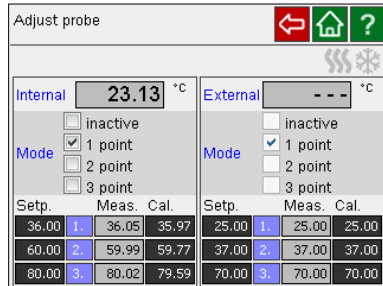 Adjust probe
?
Internal 23.13 °C
Mode
inactive
1 point
2 point
3 point
Setp. Meas. Cal.
36.00 1. 36.05 35.97
60.00 2. 59.99 59.77
80.00 3. 80.02 79.59
External --- °C
Mode
inactive
1 point
2 point
3 point
Setp. Meas. Cal.
25.00 1. 25.00 25.00
37.00 2. 37.00 37.00
70.00 3. 70.00 70.00